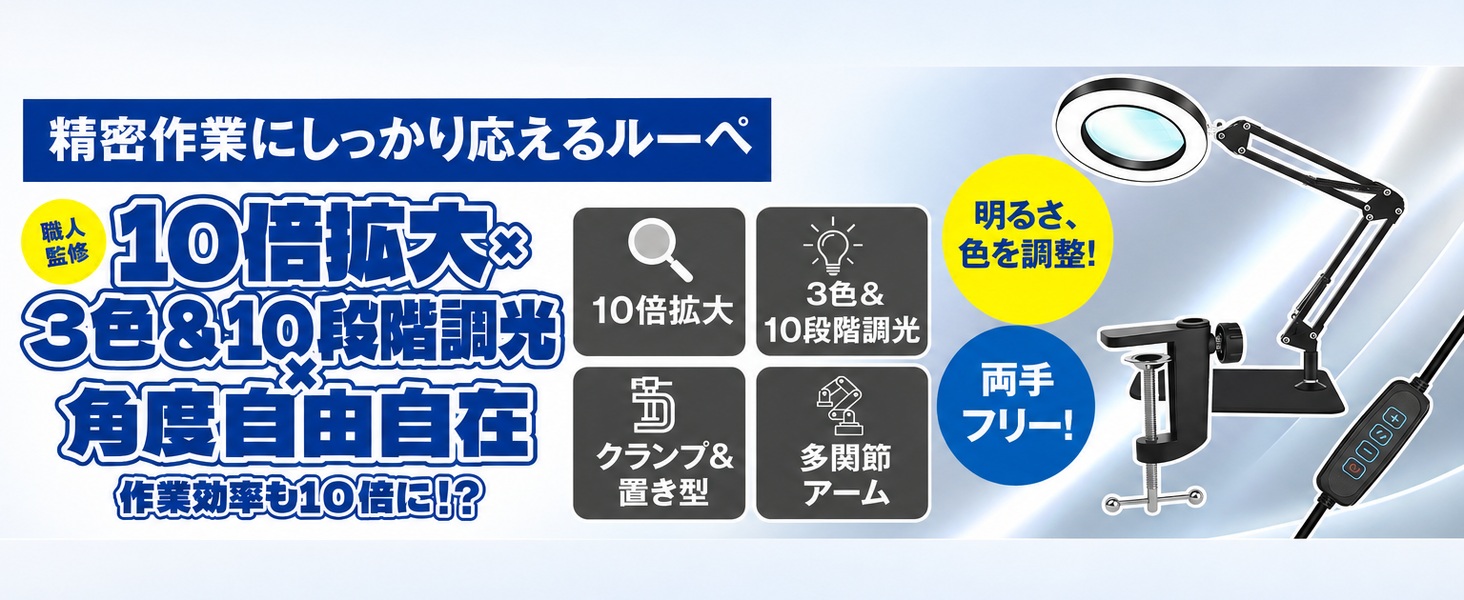 精密作業にしっかり応えるルーペ
職人
監修
10倍拡大×
3色&10段階調光
×
角度自由自在
作業効率も10倍に!?
10倍拡大
3色&
10段階調光
クランプ&
置き型
多関節
アーム
明るさ、
色を調整!
両手
フリー!